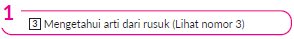 1
3 Mengetahui arti dari rusuk (Lihat nomor 3)